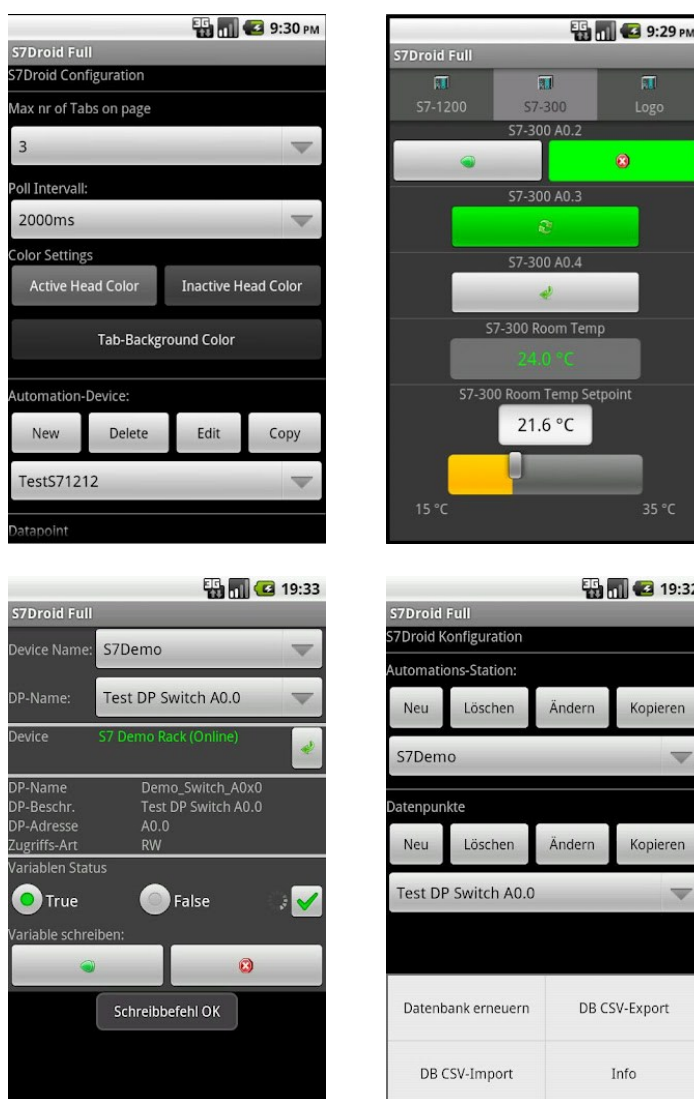 9:30 PM
S7Droid Full
S7Droid Configuration
Max nr of Tabs on page
3
Poll Intervall:
2000ms
Color Settings
Active Head Color Inactive Head Color
Tab-Background Color
Automation-Device:
New Delete Edit Copy
TestS71212
Datapoint
3G 9:29 PM
S7Droid Full
S7-1200 S7-300 Logo
S7-300 A0.2
S7-300 A0.3
S7-300 A0.4
S7-300 Room Temp
24.0 °C
S7-300 Room Temp Setpoint
21.6 °C
15 °C 35 °C
3G 19:33
S7Droid Full
Device Name: S7Demo
DP-Name: Test DP Switch A0.0
Device S7 Demo Rack (Online)
DP-Name Demo_Switch_A0x0
DP-Beschr. Test DP Switch A0.0
DP-Adresse A0.0
Zugriffs-Art RW
Variablen Status
True False
Variable schreiben:
Schreibbefehl OK
3G 19:32
S7Droid Full
S7Droid Konfiguration
Automations-Station:
Neu Löschen Ändern Kopieren
S7Demo
Datenpunkte
Neu Löschen Ändern Kopieren
Test DP Switch A0.0
Datenbank erneuern DB CSV-Export
DB CSV-Import Info